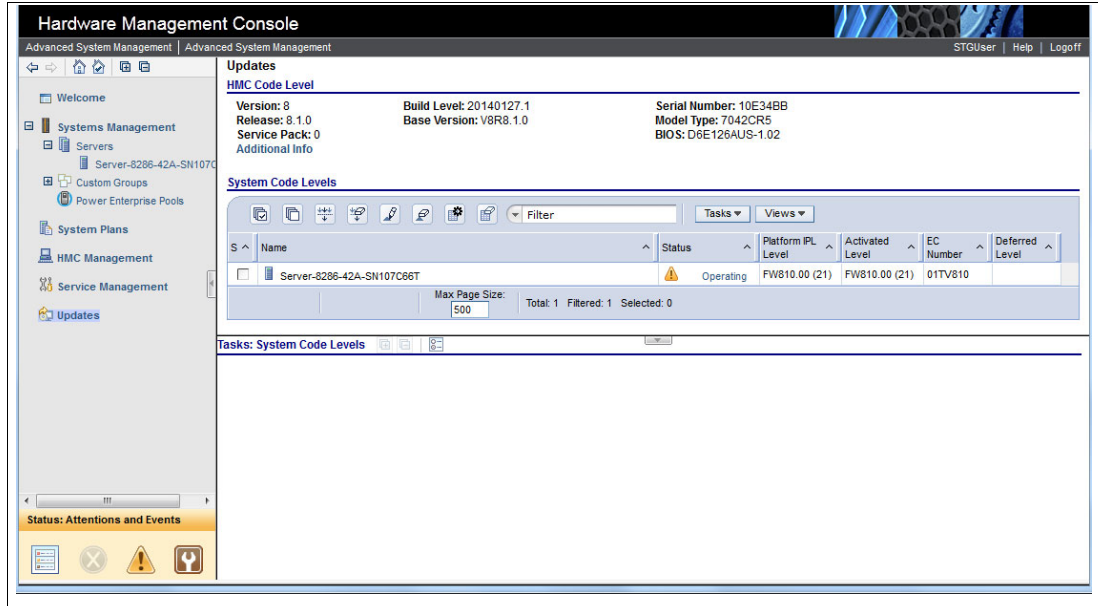 Hardware Management Console
Advanced System Management | Advanced System Management
STGUser | Help | Logoff
Welcome
Systems Management
Servers
Server-8286-42A-SN107C
Custom Groups
Power Enterprise Pools
System Plans
HMC Management
Service Management
Updates
Status: Attentions and Events
Updates
HMC Code Level
Version: 8 Build Level: 20140127.1 Serial Number: 10E34BB
Release: 8.1.0 Base Version: V8R8.1.0 Model Type: 7042CR5
Service Pack: 0 BIOS: D6E126AUS-1.02
Additional Info
System Code Levels
Filter Tasks Views
S Name Status Platform IPL Level Activated Level EC Number Deferred Level
Server-8286-42A-SN107C66T Operating FW810.00 (21) FW810.00 (21) 01TV810
Max Page Size:
500 Total: 1 Filtered: 1 Selected: 0
Tasks: System Code Levels